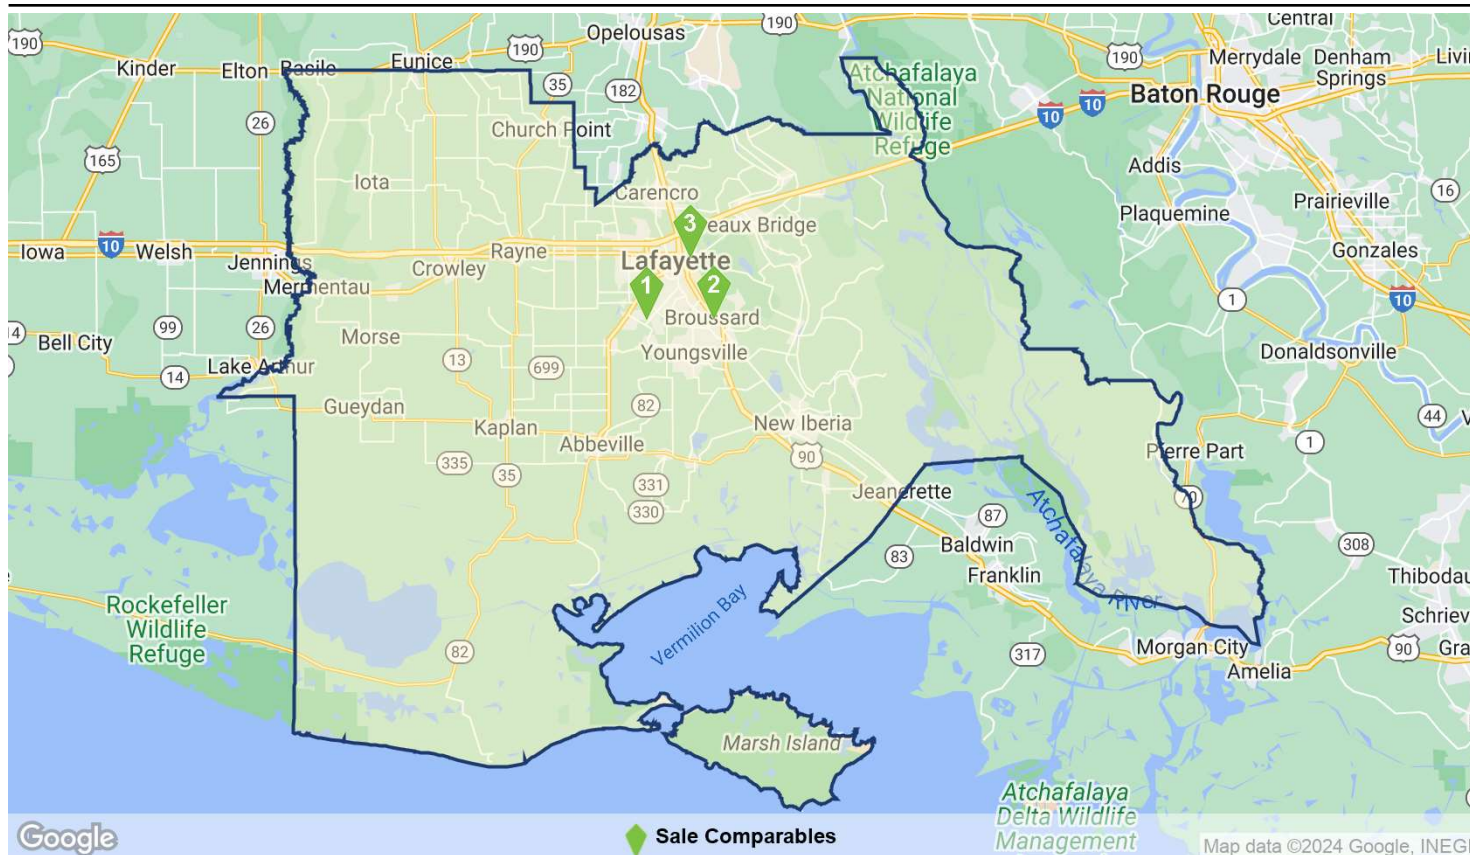 Central
190
190
Opelousas
190
Eunice
190
Merrydale
Denham
Springs
Kinder
Elton
Basile
35
182
Atchafalaya
National
Wildlife
Refuge
10
10
Baton Rouge
26
Church Point
165
Addis
Iota
Carencro
16
Prairieville
Plaquemine
3
eaux Bridge
Iowa
10
Welsh
Rayne
Gonzales
Jennings
Crowley
Lafayette
Mermentau
1
2
1
10
99
26
Morse
Broussard
Bell City
13
Youngsville
Donaldsonville
Lake Arthur
699
14
14
Gueydan
82
44
Kaplan
New Iberia
Abbeville
90
1
Pierre Part
335
35
331
Jeanerette
70
330
87
Atchafalaya River
Baldwin
83
308
Franklin
Rockefeller
Wildlife
Refuge
Vermilion Bay
82
317
Morgan City
90
Amelia
Marsh Island
Atchafalaya
Delta Wildlife
Management
Google
Sale Comparables
Map data ©2024 Google, INEGI